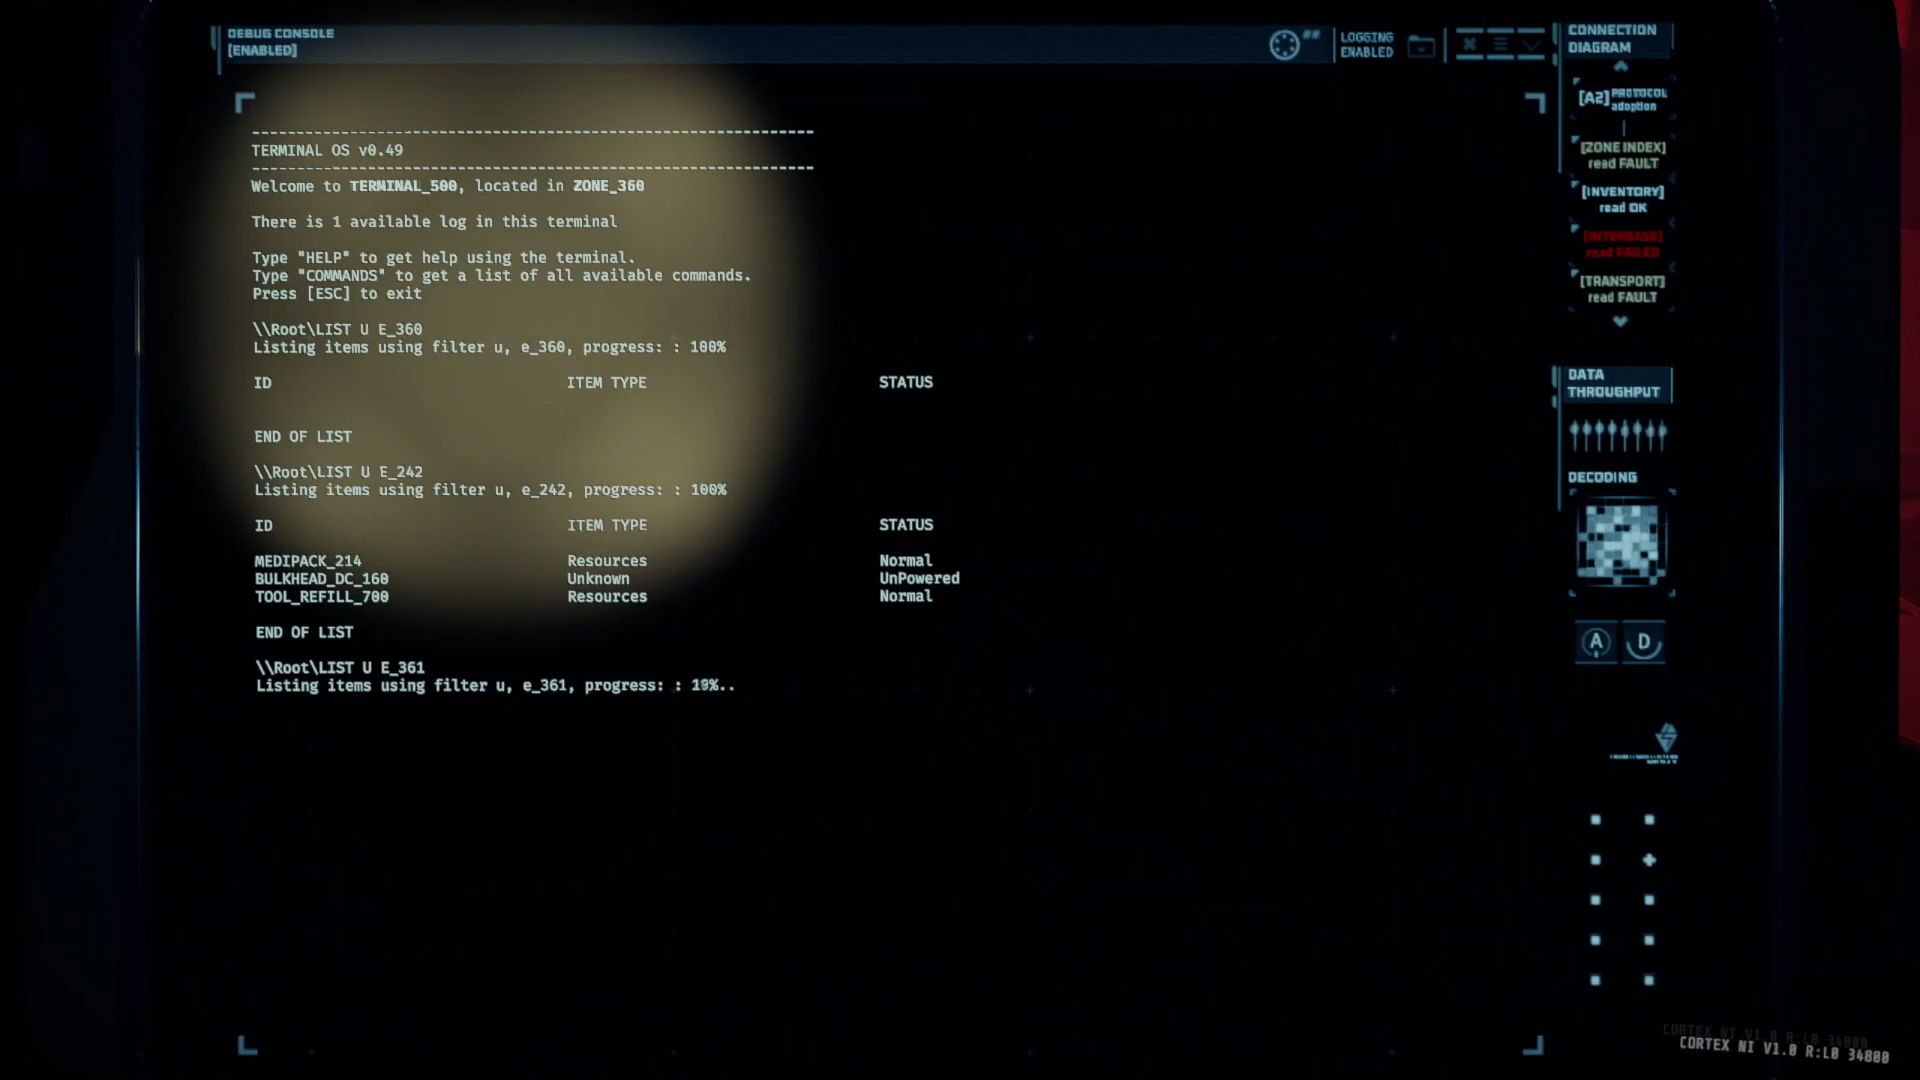 DEBUG CONSOLE
[ENABLED]
LOGGING
ENABLED
--------------------------------------------------------------
TERMINAL OS v0.49
--------------------------------------------------------------
Welcome to TERMINAL_500, located in ZONE_360
There is 1 available log in this terminal
Type "HELP" to get help using the terminal.
Type "COMMANDS" to get a list of all available commands.
Press [ESC] to exit
\\Root\LIST U E_360
Listing items using filter u, e_360, progress: : 100%
ID ITEM TYPE STATUS
END OF LIST
\\Root\LIST U E_242
Listing items using filter u, e_242, progress: : 100%
ID ITEM TYPE STATUS
MEDIPACK_214 Resources Normal
BULKHEAD_DC_160 Unknown UnPowered
TOOL_REFILL_700 Resources Normal
END OF LIST
\\Root\LIST U E_361
Listing items using filter u, e_361, progress: : 19%..
CONNECTION
DIAGRAM
[A2] PROTOCOL
adoption
[ZONE INDEX]
read FAULT
[INVENTORY]
read OK
[INTERBASE]
read FAILED
[TRANSPORT]
read FAULT
DATA
THROUGHPUT
DECODING
A D
CORTEX NI V1.0 R:L0 34800